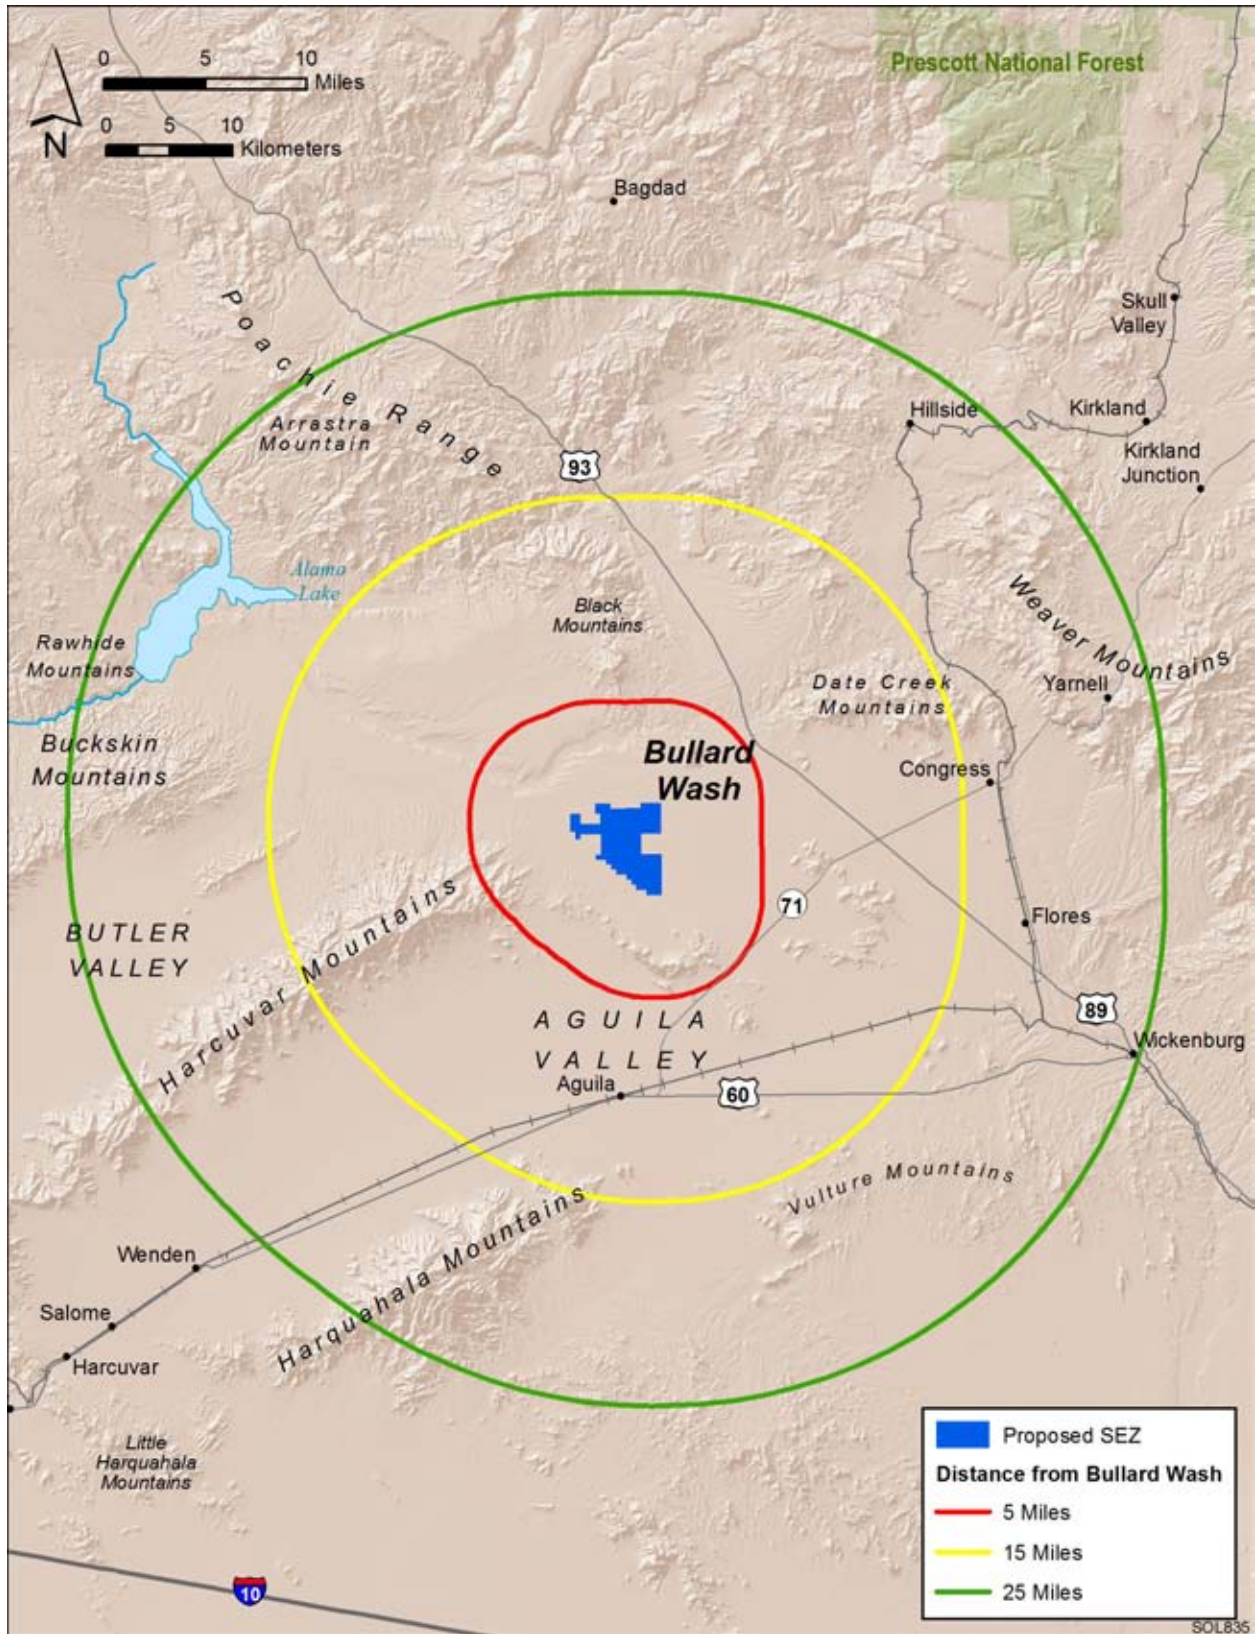 Prescott National Forest
0 5 10
Miles
0 5 10
Kilometers
N
Bagdad
Skull
Valley
Poachie Range
Arrastra
Mountain
Hillside
Kirkland
Kirkland
Junction
93
Alamo
Lake
Black
Mountains
Weaver Mountains
Rawhide
Mountains
Date Creek
Mountains
Yarnell
Buckskin
Mountains
Bullard
Wash
Congress
Harcuvar Mountains
71
Flores
BUTLER
VALLEY
AGUILA
VALLEY
89
Wickenburg
Aguila
60
Vulture Mountains
Harquahala Mountains
Wenden
Salome
Harcuvar
Little
Harquahala
Mountains
10
Proposed SEZ
Distance from Bullard Wash
5 Miles
15 Miles
25 Miles
SOL835